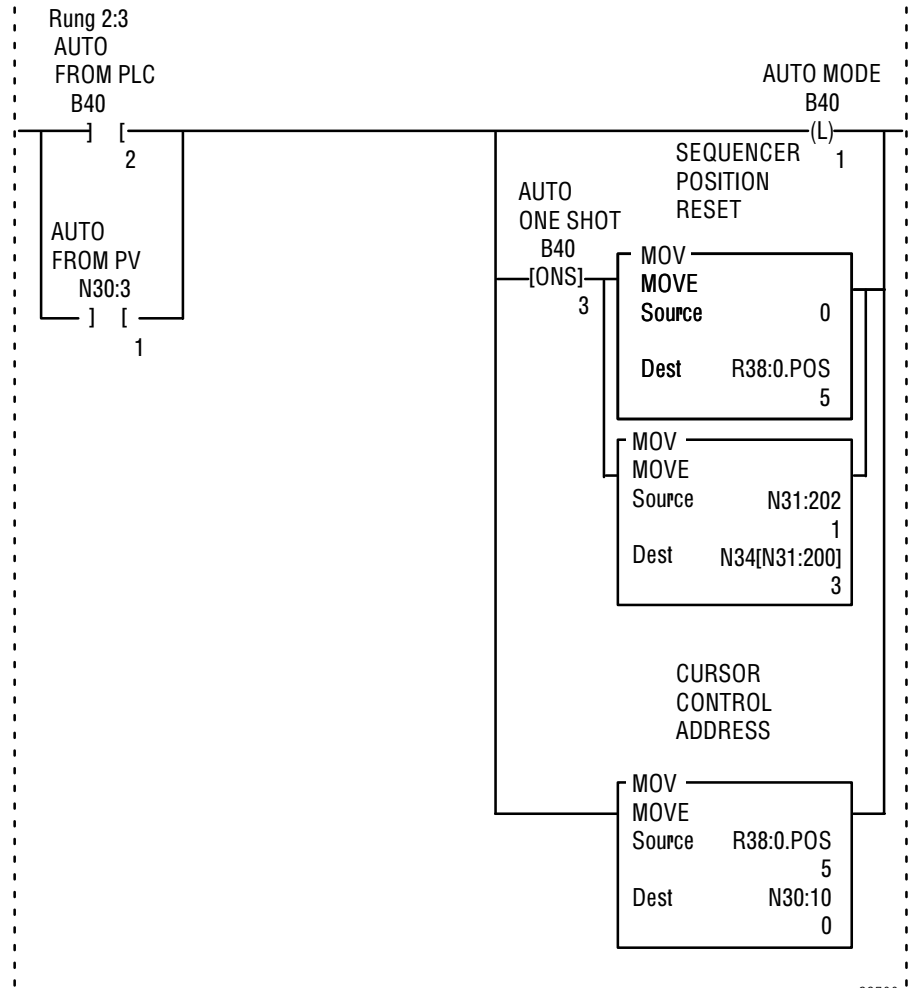 Rung 2:3
AUTO
FROM PLC
B40
] [
2
AUTO
FROM PV
N30:3
] [
1
AUTO MODE
B40
(L)
1
SEQUENCER
POSITION
RESET
AUTO
ONE SHOT
B40
[ONS]
3
MOV
MOVE
Source 0
Dest R38:0.POS
5
MOV
MOVE
Source N31:202
1
Dest N34[N31:200]
3
CURSOR
CONTROL
ADDRESS
MOV
MOVE
Source R38:0.POS
5
Dest N30:10
0